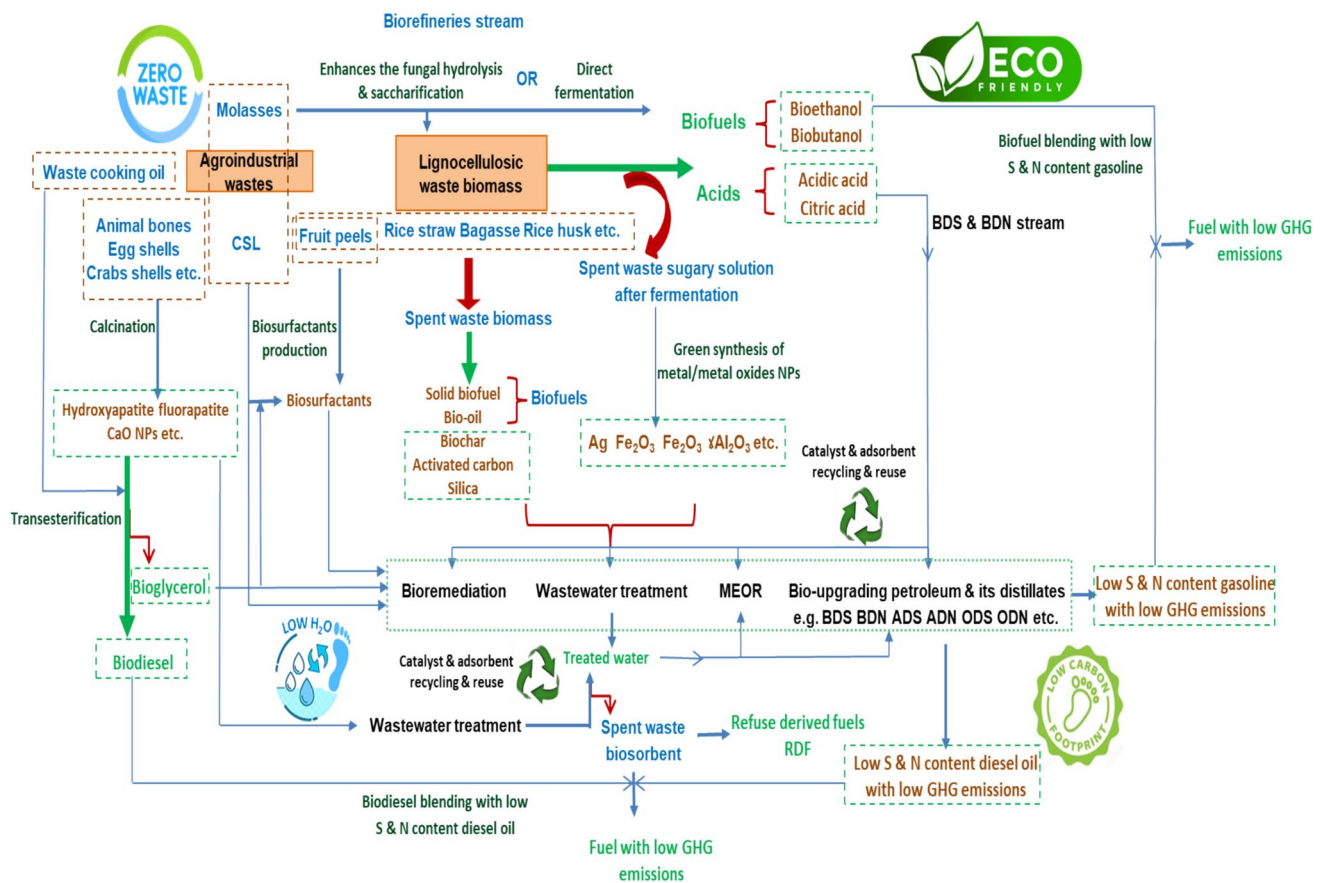 Biorefineries stream
ZERO
WASTE
Enhances the fungal hydrolysis
& saccharification
OR
Direct
fermentation
ECO
FRIENDLY
Molasses
Biofuels
Bioethanol
Biobutanol
Biofuel blending with low
S & N content gasoline
Waste cooking oil
Agroindustrial
wastes
Lignocellulosic
waste biomass
Acids
Acidic acid
Citric acid
Animal bones
Egg shells
Crabs shells etc.
CSL
Fruit peels
Rice straw Bagasse Rice husk etc.
BDS & BDN stream
Fuel with low GHG
emissions
Spent waste sugary solution
after fermentation
Calcination
Biosurfactants
production
Spent waste biomass
Green synthesis of
metal/metal oxides NPs
Hydroxyapatite fluorapatite
CaO NPs etc.
Biosurfactants
Solid biofuel
Bio-oil
Biofuels
Biochar
Activated carbon
Silica
Ag Fe₂O₃ Fe₂O₃ ɤAl₂O₃ etc.
Catalyst & adsorbent
recycling & reuse
Transesterification
Bioglycerol
Bioremediation
Wastewater treatment
MEOR
Bio-upgrading petroleum & its distillates
e.g. BDS BDN ADS ADN ODS ODN etc.
Low S & N content gasoline
with low GHG emissions
LOW H₂O
Biodiesel
Catalyst & adsorbent
recycling & reuse
Treated water
LOW CARBON
FOOTPRINT
Wastewater treatment
Spent waste
biosorbent
Refuse derived fuels
RDF
Low S & N content diesel oil
with low GHG emissions
Biodiesel blending with low
S & N content diesel oil
Fuel with low GHG
emissions